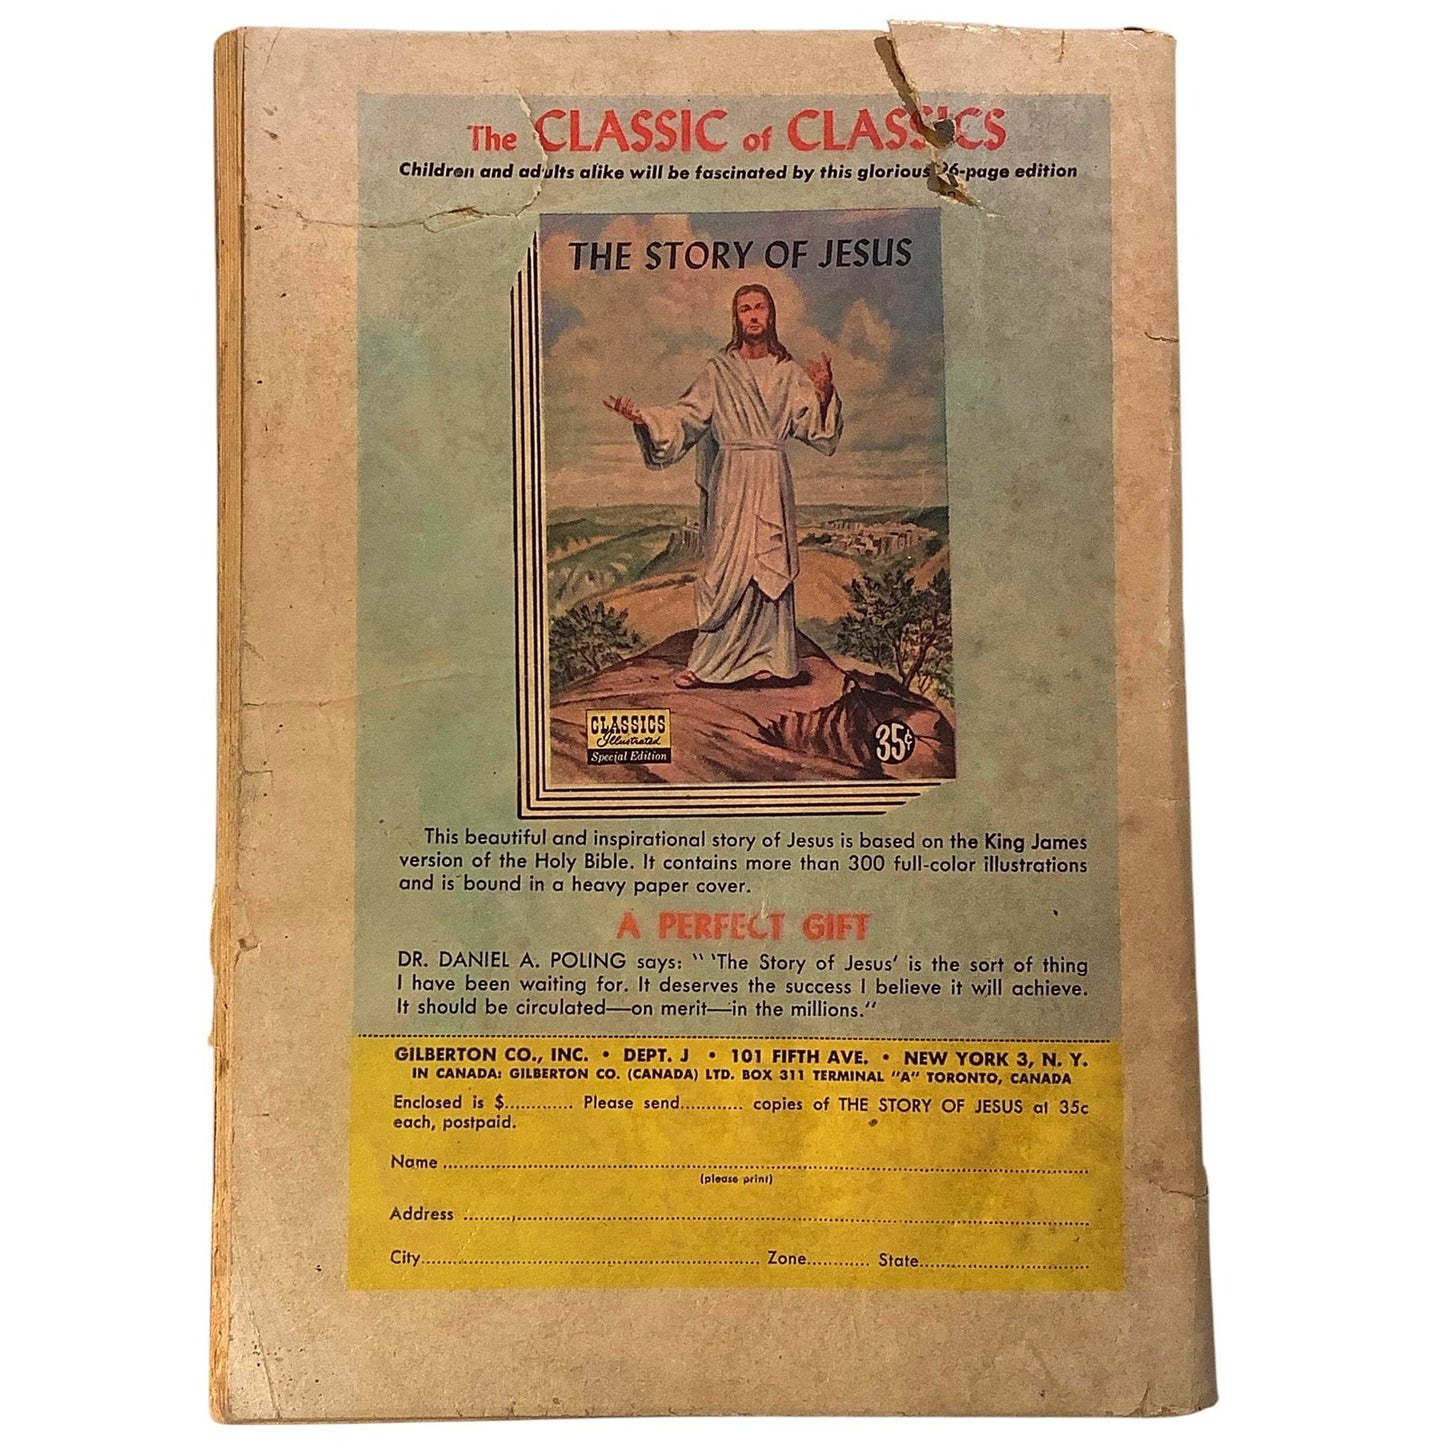 The CLASSIC of CLASSICS
Children and adults alike will be fascinated by this glorious 96-page edition
THE STORY OF JESUS
CLASSICS
Illustrated
Special Edition
35¢
This beautiful and inspirational story of Jesus is based on the King James
version of the Holy Bible. It contains more than 300 full-color illustrations
and is bound in a heavy paper cover.
A PERFECT GIFT
DR. DANIEL A. POLING says: " 'The Story of Jesus' is the sort of thing
I have been waiting for. It deserves the success I believe it will achieve.
It should be circulated—on merit—in the millions."
GILBERTON CO., INC. • DEPT. J • 101 FIFTH AVE. • NEW YORK 3, N. Y.
IN CANADA: GILBERTON CO. (CANADA) LTD. BOX 311 TERMINAL "A" TORONTO, CANADA
Enclosed is $............. Please send............ copies of THE STORY OF JESUS at 35c
each, postpaid.
Name
(please print)
Address
City Zone............ State